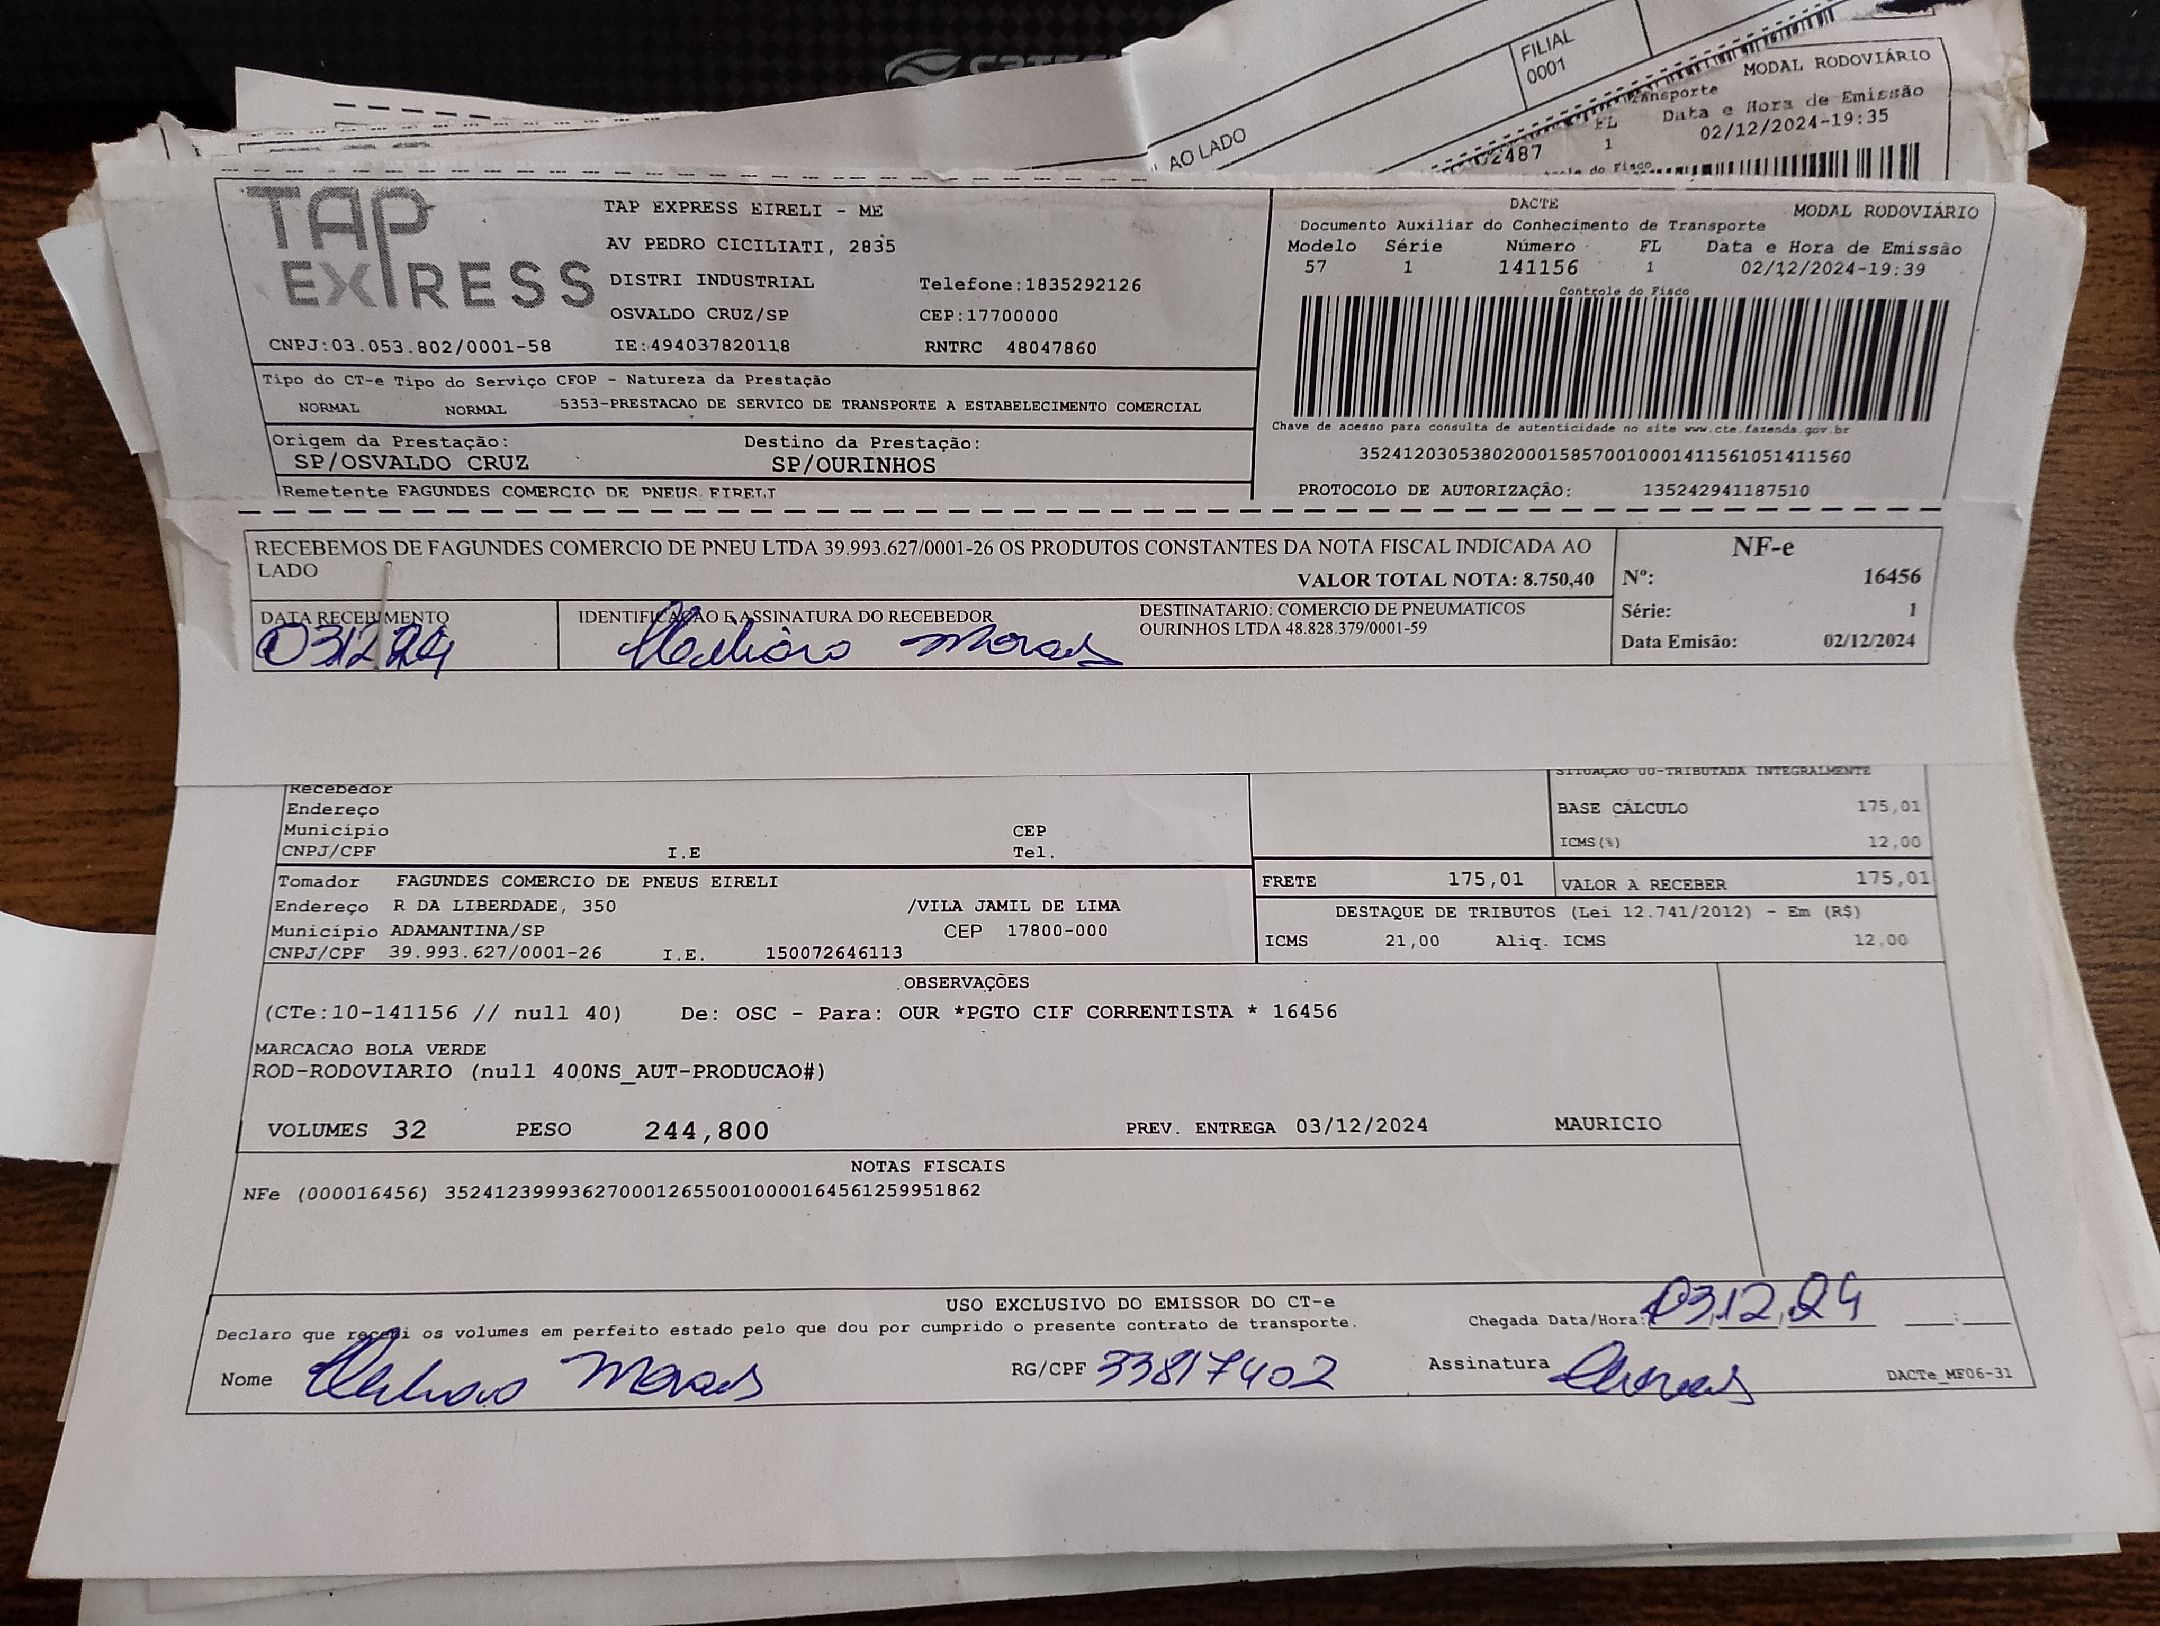 FILIAL
0001
AO LADO
MODAL RODOVIÁRIO
Transporte
FL Data e Hora de Emissão
1 02/12/2024-19:35
02487
TAP EXPRESS
TAP EXPRESS EIRELI - ME
AV PEDRO CICILIATI, 2835
DISTRI INDUSTRIAL Telefone:1835292126
OSVALDO CRUZ/SP CEP:17700000
CNPJ:03.053.802/0001-58 IE:494037820118 RNTRC 48047860
DACTE
Documento Auxiliar do Conhecimento de Transporte MODAL RODOVIÁRIO
Modelo Série Número FL Data e Hora de Emissão
57 1 141156 1 02/12/2024-19:39
Controle do Fisco
Chave de acesso para consulta de autenticidade no site www.cte.fazenda.gov.br
35241203053802000158570010001411561051411560
PROTOCOLO DE AUTORIZAÇÃO: 135242941187510
Tipo do CT-e Tipo do Serviço CFOP - Natureza da Prestação
NORMAL NORMAL 5353-PRESTACAO DE SERVICO DE TRANSPORTE A ESTABELECIMENTO COMERCIAL
Origem da Prestação: Destino da Prestação:
SP/OSVALDO CRUZ SP/OURINHOS
Remetente FAGUNDES COMERCIO DE PNEUS EIRELI
RECEBEMOS DE FAGUNDES COMERCIO DE PNEU LTDA 39.993.627/0001-26 OS PRODUTOS CONSTANTES DA NOTA FISCAL INDICADA AO
LADO
VALOR TOTAL NOTA: 8.750,40
NF-e
Nº: 16456
Série: 1
Data Emisão: 02/12/2024
DATA RECEBIMENTO IDENTIFICAÇÃO E ASSINATURA DO RECEBEDOR DESTINATARIO: COMERCIO DE PNEUMATICOS
OURINHOS LTDA 48.828.379/0001-59
03 12 24 Moraes
Recebedor
Endereço
Município CEP
CNPJ/CPF I.E Tel.
SITUAÇÃO 00-TRIBUTADA INTEGRALMENTE
BASE CÁLCULO 175,01
ICMS(%) 12,00
Tomador FAGUNDES COMERCIO DE PNEUS EIRELI
Endereço R DA LIBERDADE, 350 /VILA JAMIL DE LIMA
Município ADAMANTINA/SP CEP 17800-000
CNPJ/CPF 39.993.627/0001-26 I.E. 150072646113
FRETE 175,01 VALOR A RECEBER 175,01
DESTAQUE DE TRIBUTOS (Lei 12.741/2012) - Em (R$)
ICMS 21,00 Aliq. ICMS 12,00
OBSERVAÇÕES
(CTe:10-141156 // null 40) De: OSC - Para: OUR *PGTO CIF CORRENTISTA * 16456
MARCACAO BOLA VERDE
ROD-RODOVIARIO (null 400NS_AUT-PRODUCAO#)
VOLUMES 32 PESO 244,800 PREV. ENTREGA 03/12/2024 MAURICIO
NOTAS FISCAIS
NFe (000016456) 35241239993627000126550010000164561259951862
USO EXCLUSIVO DO EMISSOR DO CT-e
Declaro que recebi os volumes em perfeito estado pelo que dou por cumprido o presente contrato de transporte.
Chegada Data/Hora: 03 12 24 :
Nome Moraes RG/CPF 33817402 Assinatura
DACTe_MF06-31